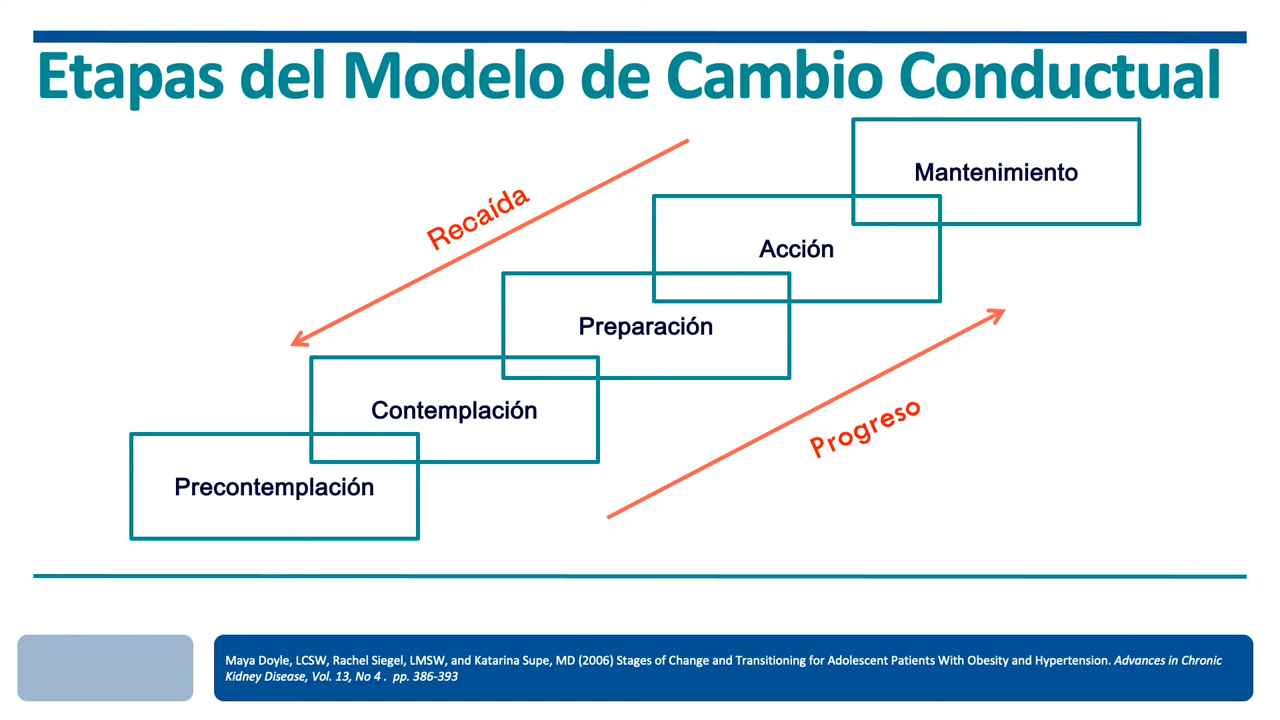 Etapas del Modelo de Cambio Conductual
Mantenimiento
Recaída
Acción
Preparación
Contemplación
Progreso
Precontemplación
Maya Doyle, LCSW, Rachel Siegel, LMSW, and Katarina Supe, MD (2006) Stages of Change and Transitioning for Adolescent Patients With Obesity and Hypertension. Advances in Chronic
Kidney Disease, Vol. 13, No 4 . pp. 386-393